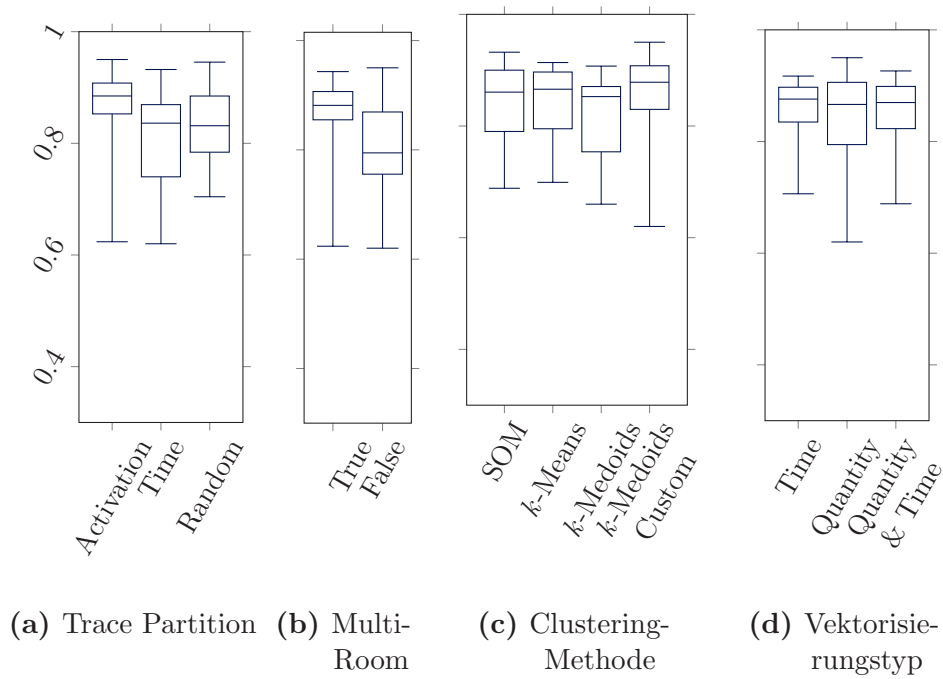 1
0.8
0.6
0.4
Activation
Time
Random
True
False
SOM
k-Means
k-Medoids
k-Medoids
Custom
Time
Quantity
Quantity
& Time
(a) Trace Partition
(b) Multi-
Room
(c) Clustering-
Methode
(d) Vektorisie-
rungstyp